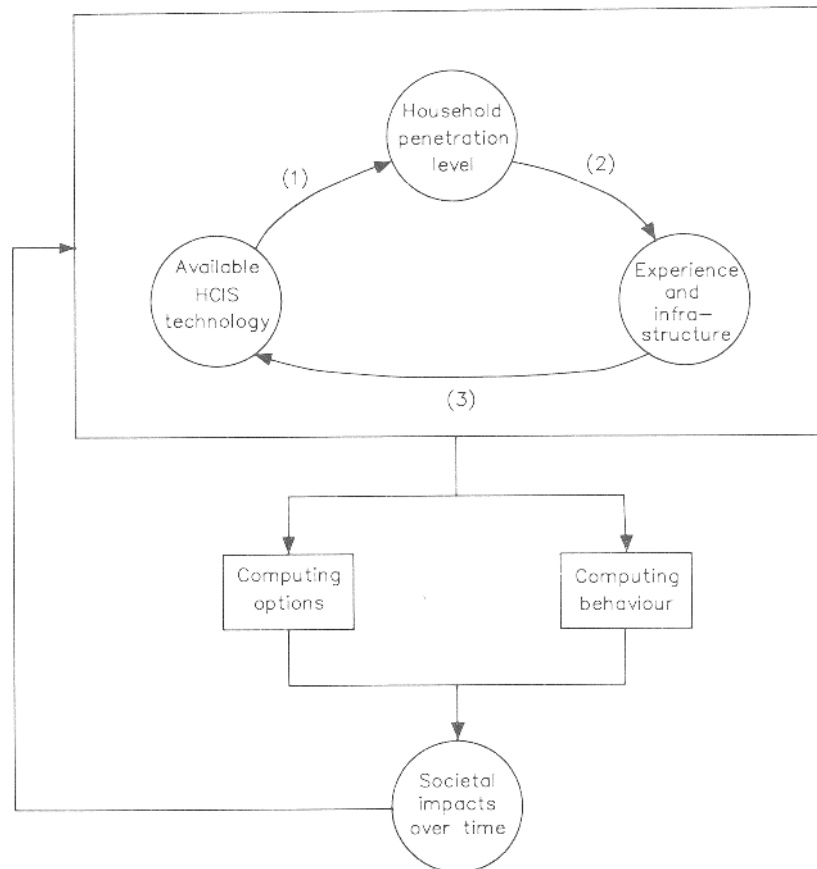 Household
penetration
level
(1)
(2)
Available
HCIS
technology
Experience
and
infra-
structure
(3)
Computing
options
Computing
behaviour
Societal
impacts
over time